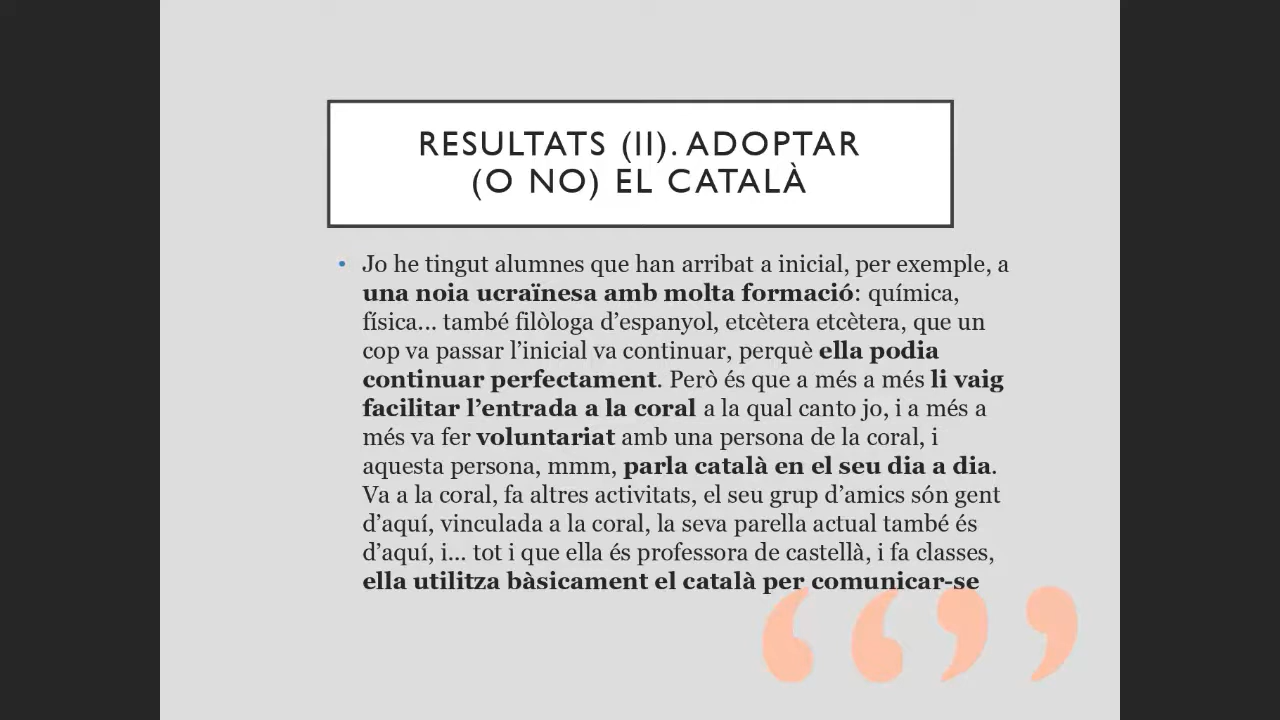 RESULTATS (II). ADOPTAR
(O NO) EL CATALÀ
• Jo he tingut alumnes que han arribat a inicial, per exemple, a
una noia ucraïnesa amb molta formació: química,
física... també filòloga d’espanyol, etcètera etcètera, que un
cop va passar l’inicial va continuar, perquè ella podia
continuar perfectament. Però és que a més a més li vaig
facilitar l’entrada a la coral a la qual canto jo, i a més a
més va fer voluntariat amb una persona de la coral, i
aquesta persona, mmm, parla català en el seu dia a dia.
Va a la coral, fa altres activitats, el seu grup d’amics són gent
d’aquí, vinculada a la coral, la seva parella actual també és
d’aquí, i... tot i que ella és professora de castellà, i fa classes,
ella utilitza bàsicament el català per comunicar-se